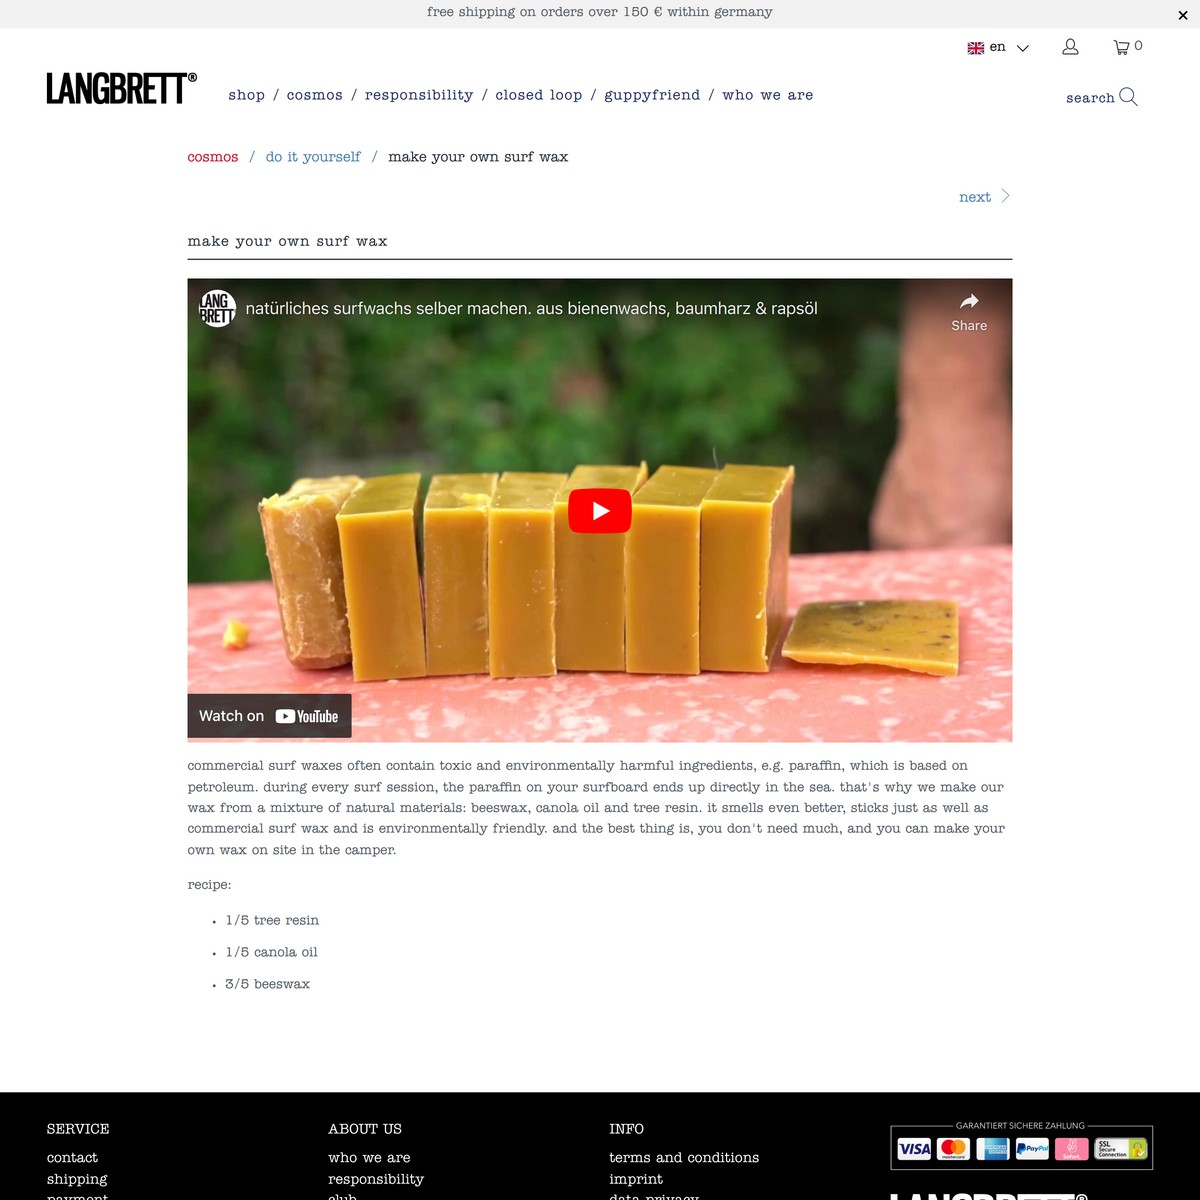 free shipping on orders over 150 € within germany
en
0
LANGBRETT®
shop / cosmos / responsibility / closed loop / guppyfriend / who we are
search
cosmos / do it yourself / make your own surf wax
next
make your own surf wax
LANG
BRETT
natürliches surfwachs selber machen. aus bienenwachs, baumharz & rapsöl
Share
Watch on YouTube
commercial surf waxes often contain toxic and environmentally harmful ingredients, e.g. paraffin, which is based on
petroleum. during every surf session, the paraffin on your surfboard ends up directly in the sea. that's why we make our
wax from a mixture of natural materials: beeswax, canola oil and tree resin. it smells even better, sticks just as well as
commercial surf wax and is environmentally friendly. and the best thing is, you don't need much, and you can make your
own wax on site in the camper.
recipe:
1/5 tree resin
1/5 canola oil
3/5 beeswax
SERVICE
contact
shipping
payment
ABOUT US
who we are
responsibility
club
INFO
terms and conditions
imprint
data privacy
GARANTIERT SICHERE ZAHLUNG
VISA mastercard AMERICAN EXPRESS PayPal Sofort. SSL Secure Connection
LANGBRETT®